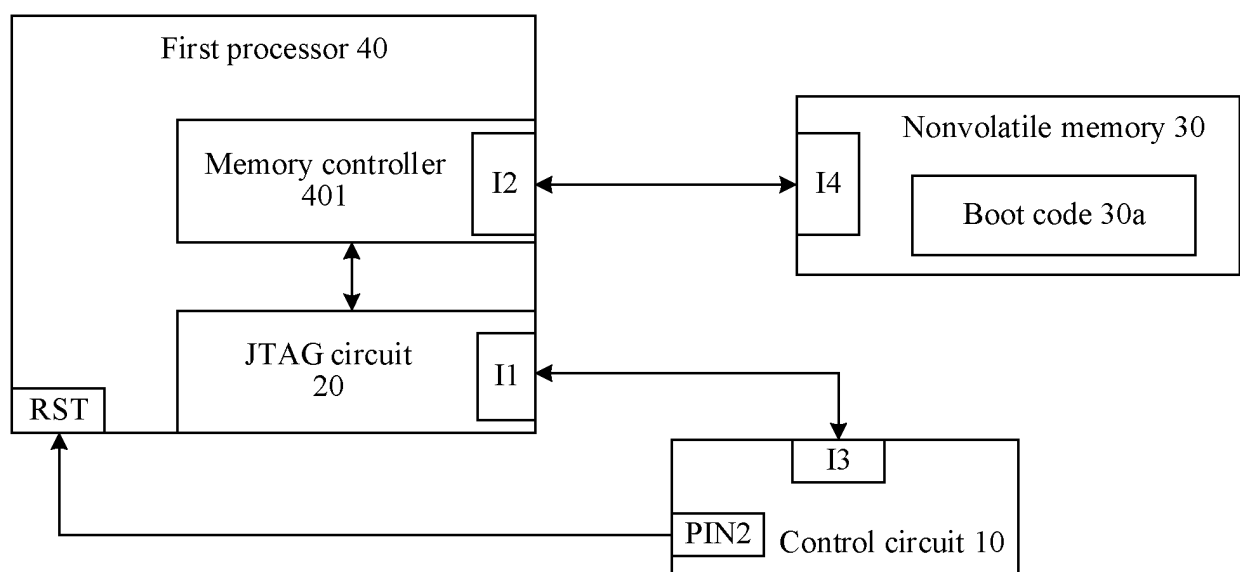 First processor 40
Memory controller
401
I2
I4
Nonvolatile memory 30
Boot code 30a
JTAG circuit
20
I1
RST
I3
PIN2
Control circuit 10